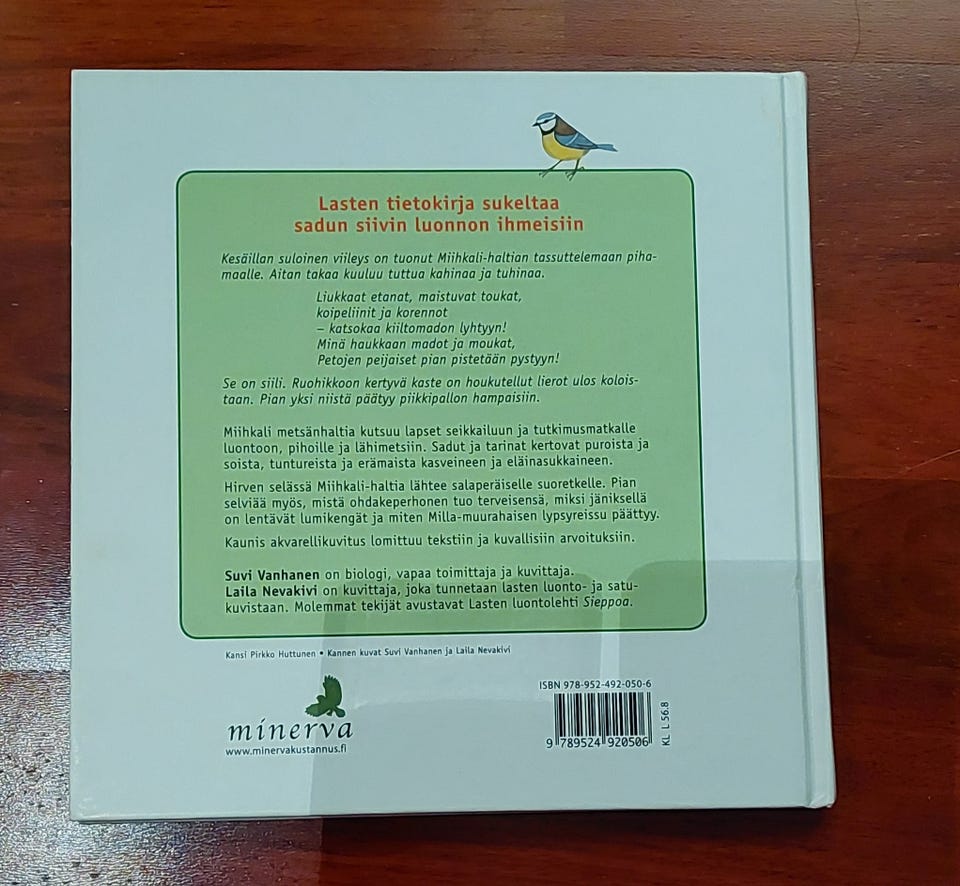 Lasten tietokirja sukeltaa
sadun siivin luonnon ihmeisiin
Kesäillan suloinen viileys on tuonut Miihkali-haltian tassuttelemaan piha-
maalle. Aitan takaa kuuluu tuttua kahinaa ja tuhinaa.
Liukkaat etanat, maistuvat toukat,
koipeliinit ja korennot
– katsokaa kiiltomadon lyhtyyn!
Minä haukkaan madot ja moukat,
Petojen peijaiset pian pistetään pystyyn!
Se on siili. Ruohikkoon kertyvä kaste on houkutellut lierot ulos kolois-
taan. Pian yksi niistä päätyy piikkipallon hampaisiin.
Miihkali metsänhaltia kutsuu lapset seikkailuun ja tutkimusmatkalle
luontoon, pihoille ja lähimetsiin. Sadut ja tarinat kertovat puroista ja
soista, tuntureista ja erämaista kasveineen ja eläinasukkaineen.
Hirven selässä Miihkali-haltia lähtee salaperäiselle suoretkelle. Pian
selviää myös, mistä ohdakeperhonen tuo terveisensä, miksi jäniksellä
on lentävät lumikengät ja miten Milla-muurahaisen lypsyreissu päättyy.
Kaunis akvarellikuvitus lomittuu tekstiin ja kuvallisiin arvoituksiin.
Suvi Vanhanen on biologi, vapaa toimittaja ja kuvittaja.
Laila Nevakivi on kuvittaja, joka tunnetaan lasten luonto- ja satu-
kuvistaan. Molemmat tekijät avustavat Lasten luontolehti Sieppoa.
Kansi Pirkko Huttunen • Kannen kuvat Suvi Vanhanen ja Laila Nevakivi
minerva
www.minervakustannus.fi
ISBN 978-952-492-050-6
9 789524 920506
KL L 56.8